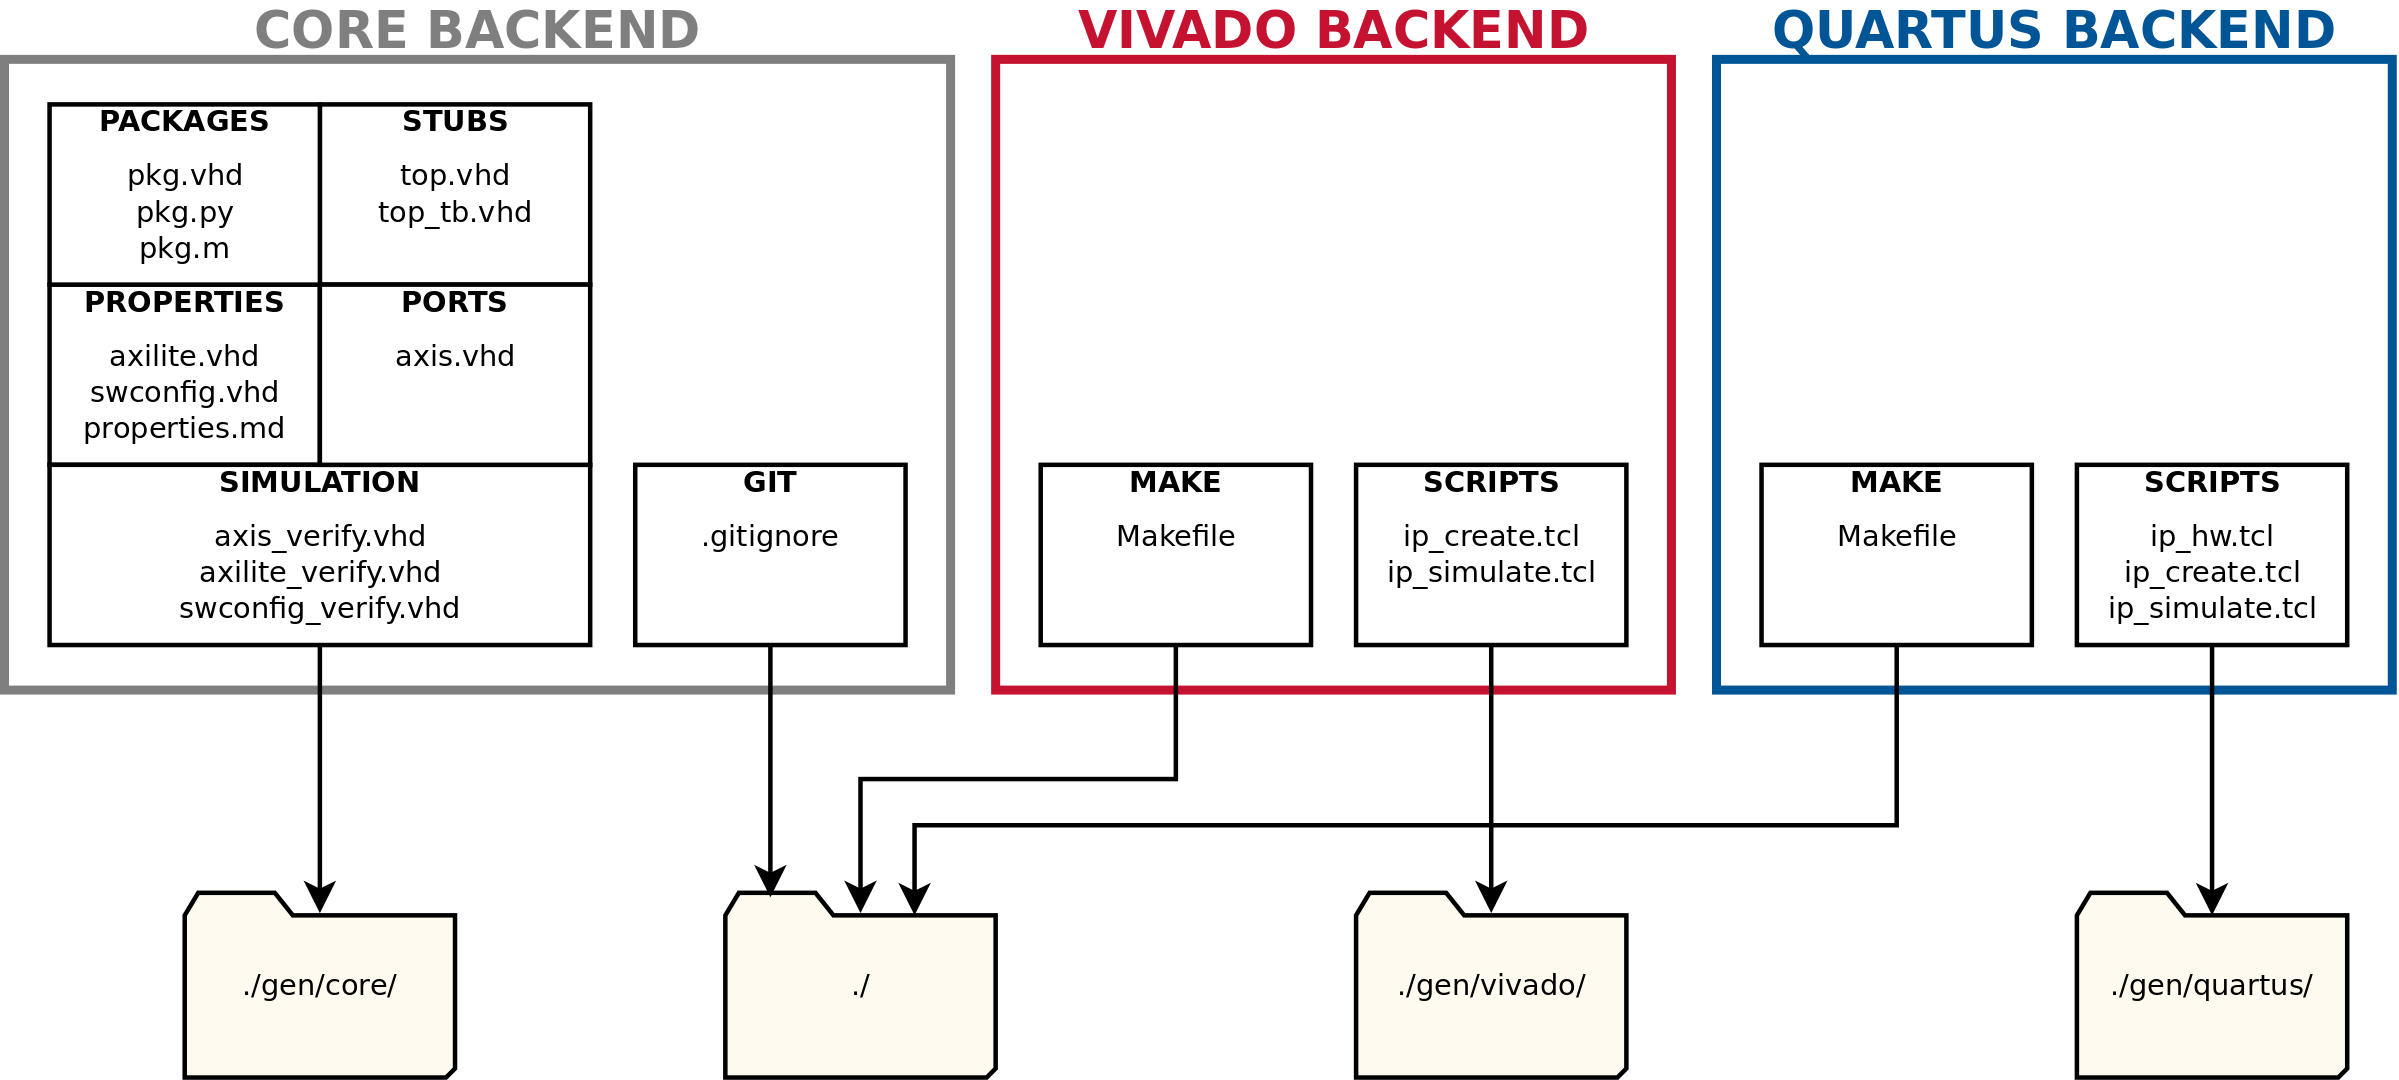 CORE BACKEND
VIVADO BACKEND
QUARTUS BACKEND
PACKAGES
pkg.vhd
pkg.py
pkg.m
STUBS
top.vhd
top_tb.vhd
PROPERTIES
axilite.vhd
swconfig.vhd
properties.md
PORTS
axis.vhd
SIMULATION
axis_verify.vhd
axilite_verify.vhd
swconfig_verify.vhd
GIT
.gitignore
MAKE
Makefile
SCRIPTS
ip_create.tcl
ip_simulate.tcl
MAKE
Makefile
SCRIPTS
ip_hw.tcl
ip_create.tcl
ip_simulate.tcl
./gen/core/
./
./gen/vivado/
./gen/quartus/